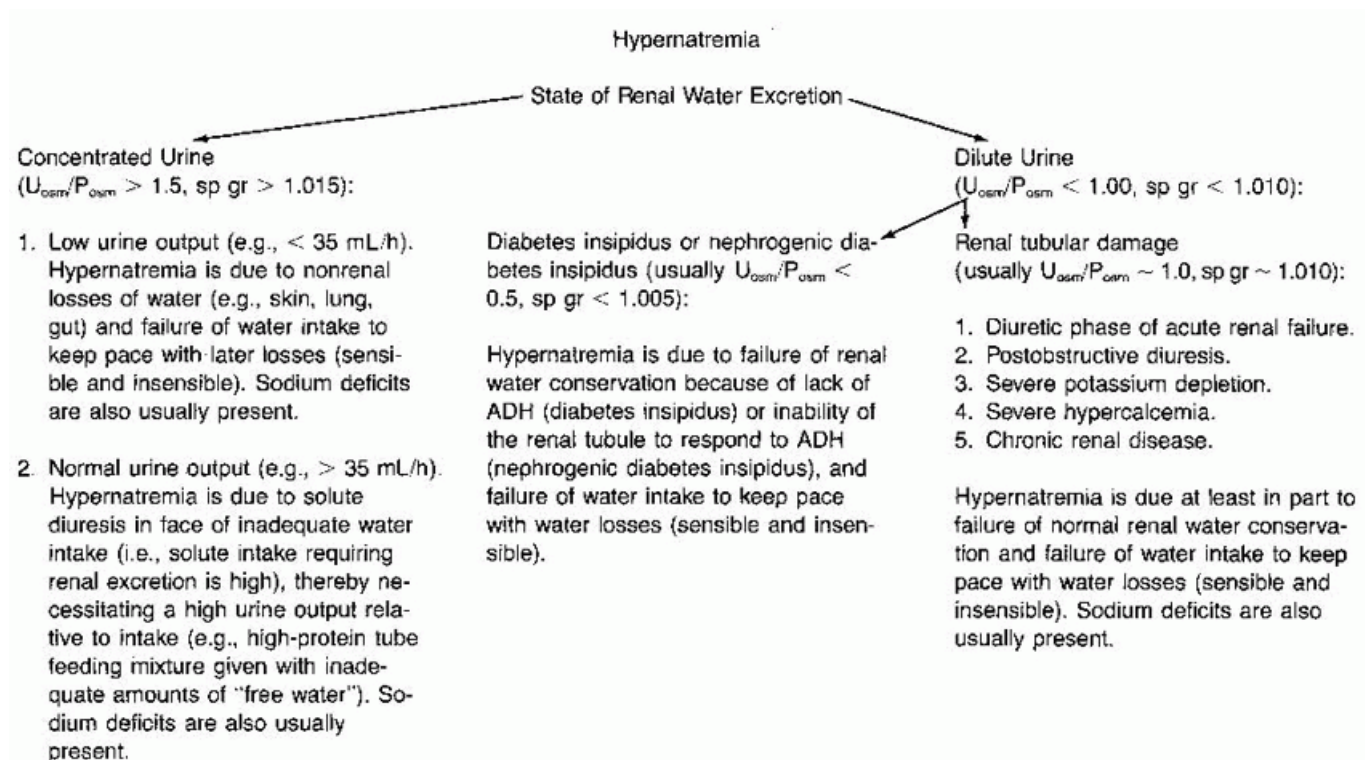 Hypernatremia
State of Renal Water Excretion
Concentrated Urine
(Uosm/Posm > 1.5, sp gr > 1.015):
1. Low urine output (e.g., < 35 mL/h).
Hypernatremia is due to nonrenal
losses of water (e.g., skin, lung,
gut) and failure of water intake to
keep pace with later losses (sensi-
ble and insensible). Sodium deficits
are also usually present.
2. Normal urine output (e.g., > 35 mL/h).
Hypernatremia is due to solute
diuresis in face of inadequate water
intake (i.e., solute intake requiring
renal excretion is high), thereby ne-
cessitating a high urine output rela-
tive to intake (e.g., high-protein tube
feeding mixture given with inade-
quate amounts of "free water"). So-
dium deficits are also usually
present.
Dilute Urine
(Uosm/Posm < 1.00, sp gr < 1.010):
Diabetes insipidus or nephrogenic dia-
betes insipidus (usually Uosm/Posm <
0.5, sp gr < 1.005):
Hypernatremia is due to failure of renal
water conservation because of lack of
ADH (diabetes insipidus) or inability of
the renal tubule to respond to ADH
(nephrogenic diabetes insipidus), and
failure of water intake to keep pace
with water losses (sensible and insen-
sible).
Renal tubular damage
(usually Uosm/Posm ~ 1.0, sp gr ~ 1.010):
1. Diuretic phase of acute renal failure.
2. Postobstructive diuresis.
3. Severe potassium depletion.
4. Severe hypercalcemia.
5. Chronic renal disease.
Hypernatremia is due at least in part to
failure of normal renal water conserva-
tion and failure of water intake to keep
pace with water losses (sensible and
insensible). Sodium deficits are also
usually present.